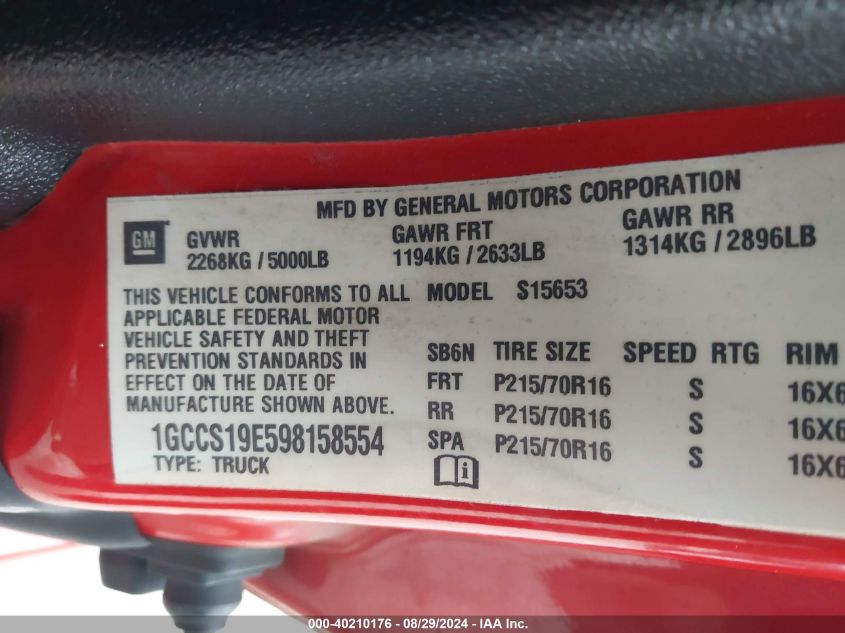 MFD BY GENERAL MOTORS CORPORATION
GM
GVWR GAWR FRT GAWR RR
2268KG / 5000LB 1194KG / 2633LB 1314KG / 2896LB
THIS VEHICLE CONFORMS TO ALL
APPLICABLE FEDERAL MOTOR
VEHICLE SAFETY AND THEFT
PREVENTION STANDARDS IN
EFFECT ON THE DATE OF
MANUFACTURE SHOWN ABOVE.
1GCCS19E598158554
TYPE: TRUCK
MODEL S15653
SB6N TIRE SIZE SPEED RTG RIM
FRT P215/70R16 S 16X6
RR P215/70R16 S 16X6
SPA P215/70R16 S 16X6
i
000-40210176 - 08/29/2024 - IAA Inc.